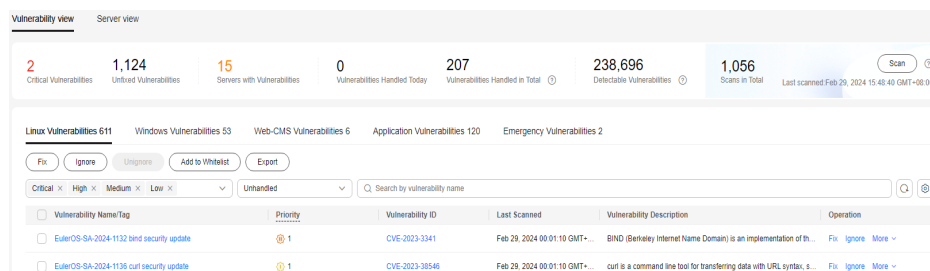 Vulnerability view Server view
2 1,124 15 0 207 238,696 1,056 Scan
Critical Vulnerabilities Unfixed Vulnerabilities Servers with Vulnerabilities Vulnerabilities Handled Today Vulnerabilities Handled in Total Detectable Vulnerabilities Scans in Total Last scanned:Feb 29, 2024 15:48:40 GMT+08:0
Linux Vulnerabilities 611 Windows Vulnerabilities 53 Web-CMS Vulnerabilities 6 Application Vulnerabilities 120 Emergency Vulnerabilities 2
Fix Ignore Unignore Add to Whitelist Export
Critical × High × Medium × Low × Unhandled Search by vulnerability name
Vulnerability Name/Tag Priority Vulnerability ID Last Scanned Vulnerability Description Operation
EulerOS-SA-2024-1132 bind security update 1 CVE-2023-3341 Feb 29, 2024 00:01:10 GMT+... BIND (Berkeley Internet Name Domain) is an implementation of th... Fix Ignore More
EulerOS-SA-2024-1136 curl security update 1 CVE-2023-38546 Feb 29, 2024 00:01:10 GMT+... curl is a command line tool for transferring data with URL syntax, s... Fix Ignore More